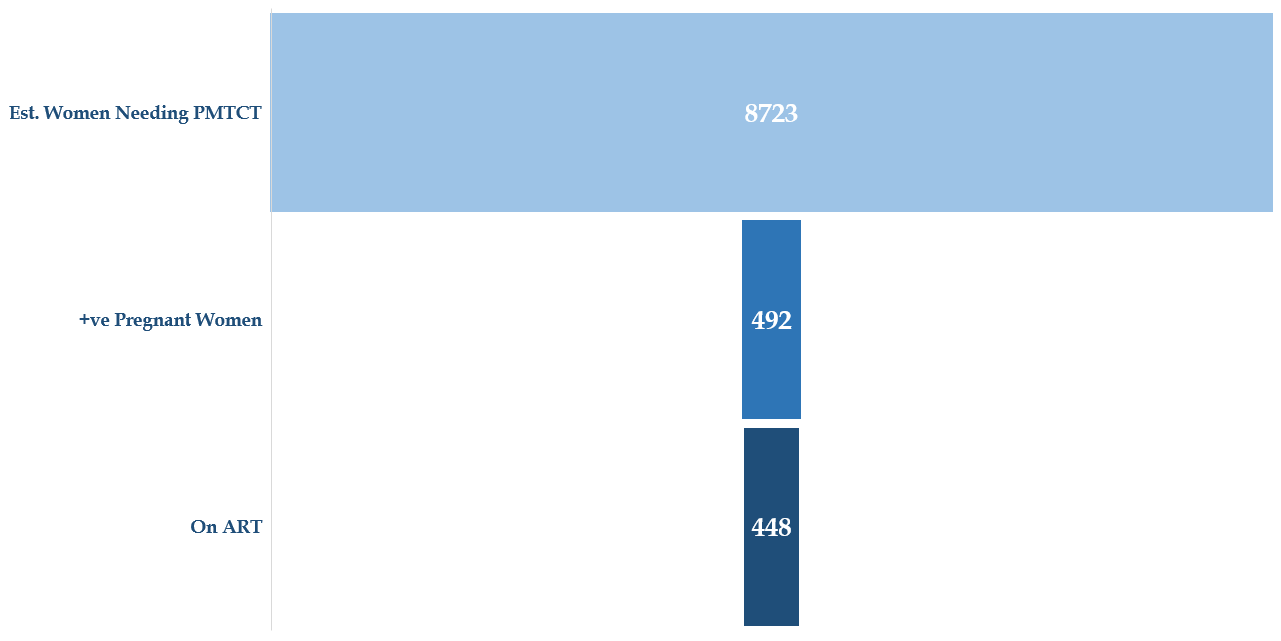 Est. Women Needing PMTCT
8723
+ve Pregnant Women
492
On ART
448